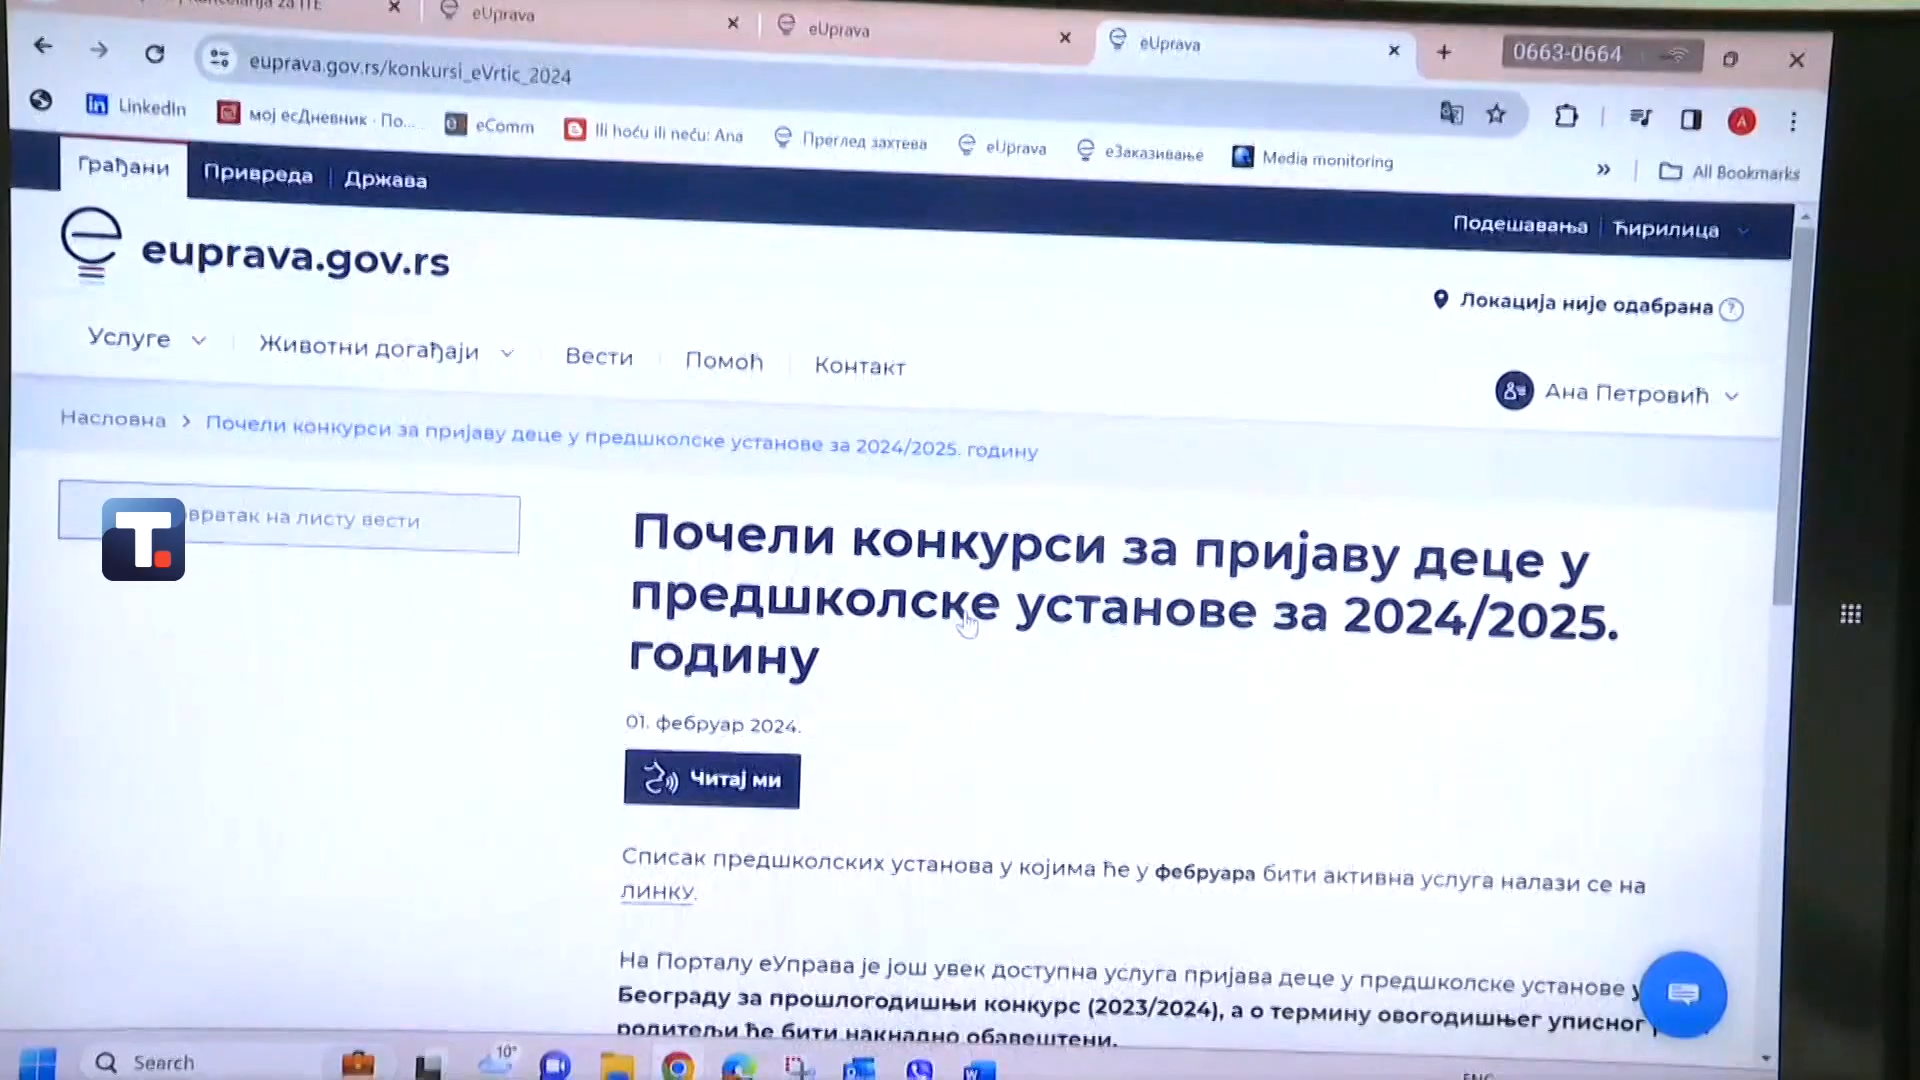 eUprava
eUprava
eUprava
0663-0664
euprava.gov.rs/konkursi_eVrtic_2024
LinkedIn
мој есДневник · По...
eComm
Ili hoću ili neću: Ana
Преглед захтева
eUprava
еЗаказивање
Media monitoring
All Bookmarks
Грађани
Привреда
Држава
Подешавања
Ћирилица
euprava.gov.rs
Локација није одабрана
Услуге
Животни догађаји
Вести
Помоћ
Контакт
Ана Петровић
Насловна > Почели конкурси за пријаву деце у предшколске установе за 2024/2025. годину
вратак на листу вести
T.
Почели конкурси за пријаву деце у
предшколске установе за 2024/2025.
годину
01. фебруар 2024.
Читај ми
Списак предшколских установа у којима ће у фебруара бити активна услуга налази се на
линку.
На Порталу еУправа је још увек доступна услуга пријава деце у предшколске установе у
Београду за прошлогодишњи конкурс (2023/2024), а о термину овогодишњег уписног
родитељи ће бити накнадно обавештени.
Search
10°
ENG